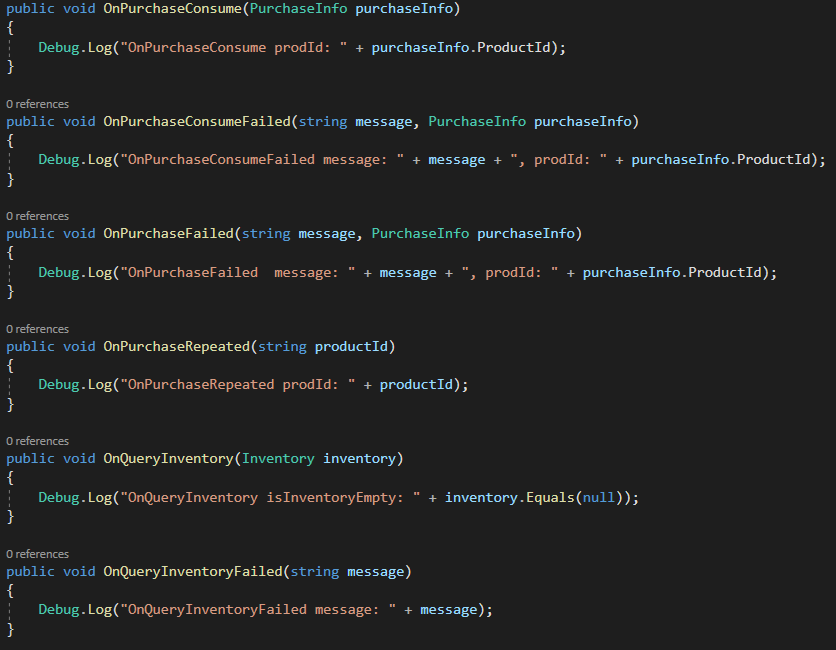 public void OnPurchaseConsume(PurchaseInfo purchaseInfo)
{
Debug.Log("OnPurchaseConsume prodId: " + purchaseInfo.ProductId);
}
0 references
public void OnPurchaseConsumeFailed(string message, PurchaseInfo purchaseInfo)
{
Debug.Log("OnPurchaseConsumeFailed message: " + message + ", prodId: " + purchaseInfo.ProductId);
}
0 references
public void OnPurchaseFailed(string message, PurchaseInfo purchaseInfo)
{
Debug.Log("OnPurchaseFailed  message: " + message + ", prodId: " + purchaseInfo.ProductId);
}
0 references
public void OnPurchaseRepeated(string productId)
{
Debug.Log("OnPurchaseRepeated prodId: " + productId);
}
0 references
public void OnQueryInventory(Inventory inventory)
{
Debug.Log("OnQueryInventory isInventoryEmpty: " + inventory.Equals(null));
}
0 references
public void OnQueryInventoryFailed(string message)
{
Debug.Log("OnQueryInventoryFailed message: " + message);
}